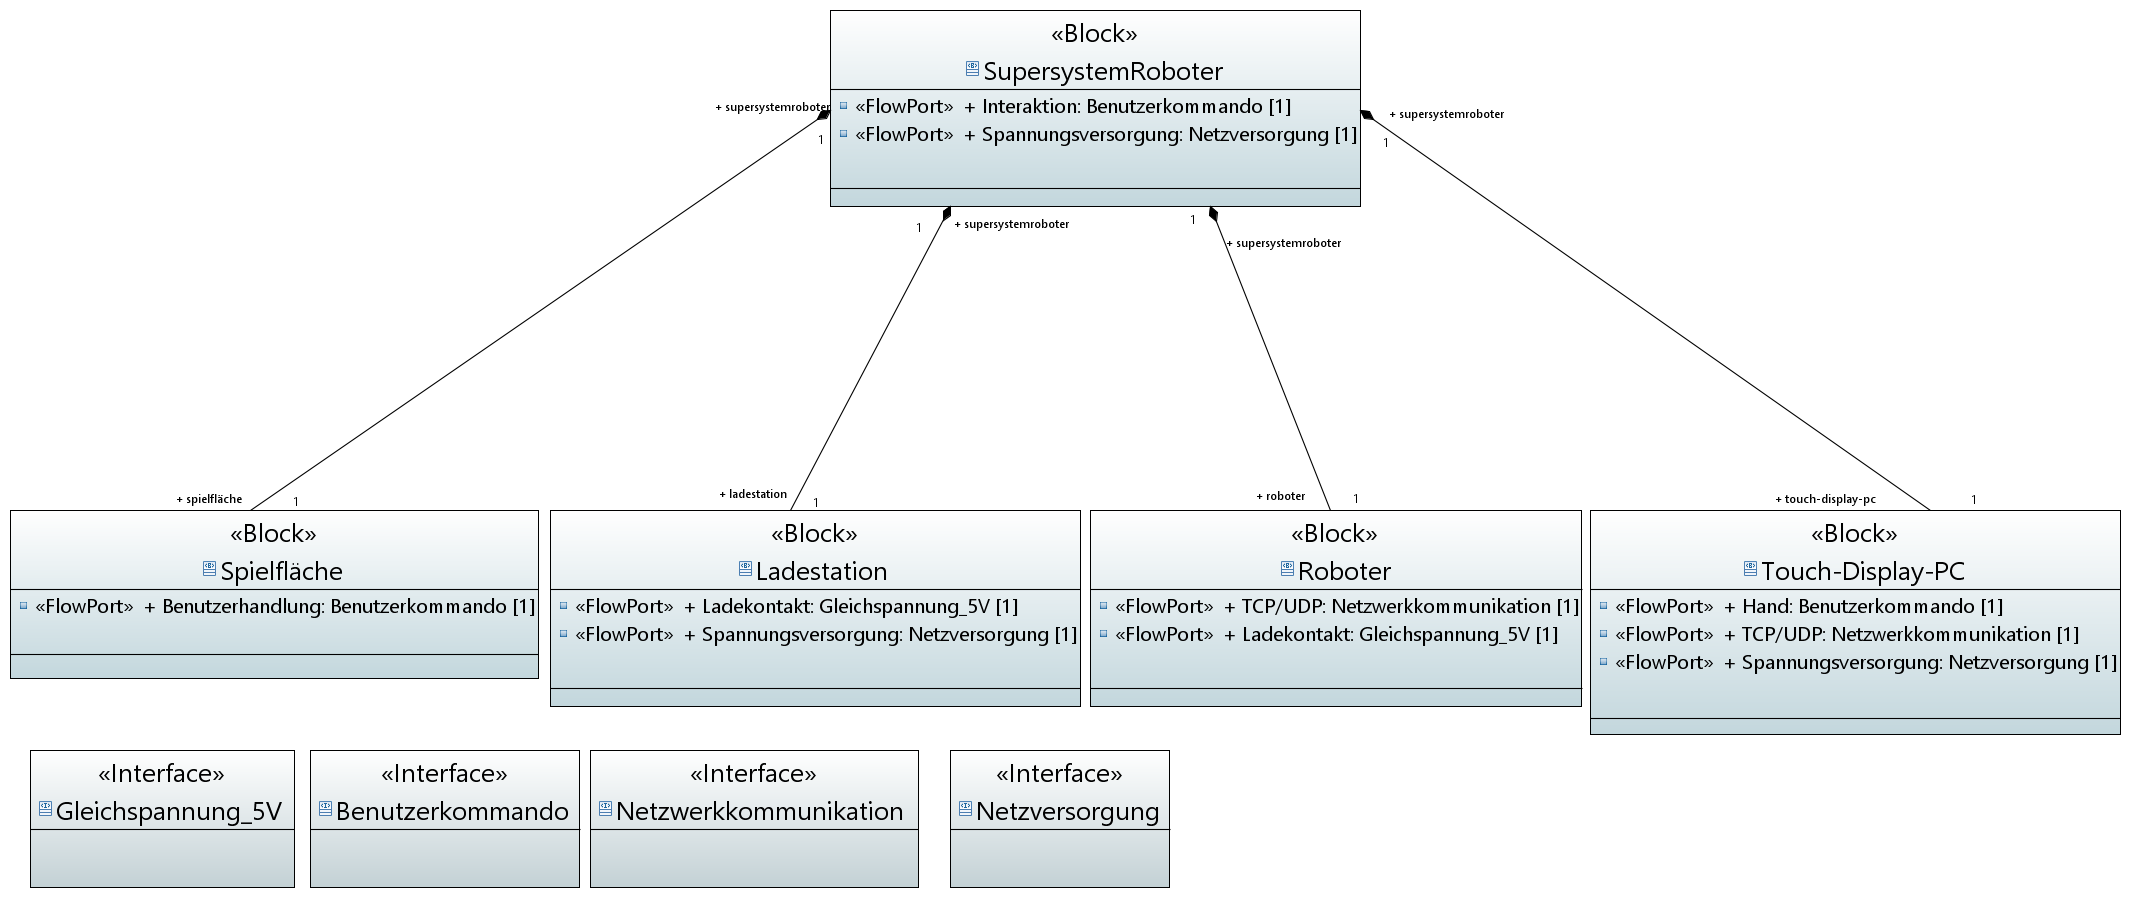 «Block»
SupersystemRoboter
«FlowPort» + Interaktion: Benutzerkommando [1]
«FlowPort» + Spannungsversorgung: Netzversorgung [1]
+ supersystemroboter
1
+ supersystemroboter
1
1
+ supersystemroboter
1
+ supersystemroboter
+ spielfläche
1
+ ladestation
1
+ roboter
1
+ touch-display-pc
1
«Block»
Spielfläche
«FlowPort» + Benutzerhandlung: Benutzerkommando [1]
«Block»
Ladestation
«FlowPort» + Ladekontakt: Gleichspannung_5V [1]
«FlowPort» + Spannungsversorgung: Netzversorgung [1]
«Block»
Roboter
«FlowPort» + TCP/UDP: Netzwerkkommunikation [1]
«FlowPort» + Ladekontakt: Gleichspannung_5V [1]
«Block»
Touch-Display-PC
«FlowPort» + Hand: Benutzerkommando [1]
«FlowPort» + TCP/UDP: Netzwerkkommunikation [1]
«FlowPort» + Spannungsversorgung: Netzversorgung [1]
«Interface»
Gleichspannung_5V
«Interface»
Benutzerkommando
«Interface»
Netzwerkkommunikation
«Interface»
Netzversorgung